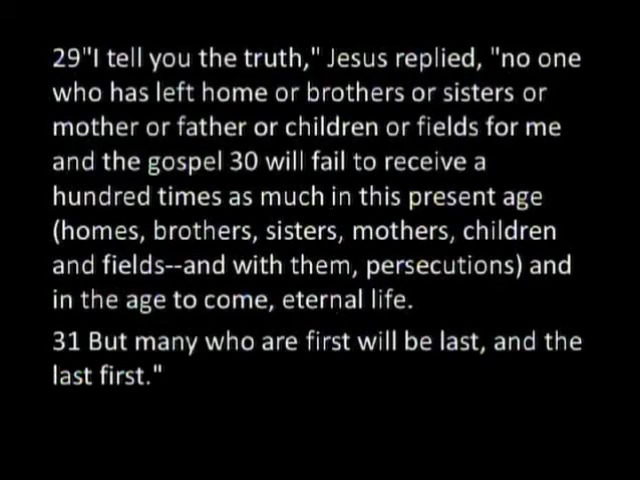 29"I tell you the truth," Jesus replied, "no one
who has left home or brothers or sisters or
mother or father or children or fields for me
and the gospel 30 will fail to receive a
hundred times as much in this present age
(homes, brothers, sisters, mothers, children
and fields--and with them, persecutions) and
in the age to come, eternal life.
31 But many who are first will be last, and the
last first."